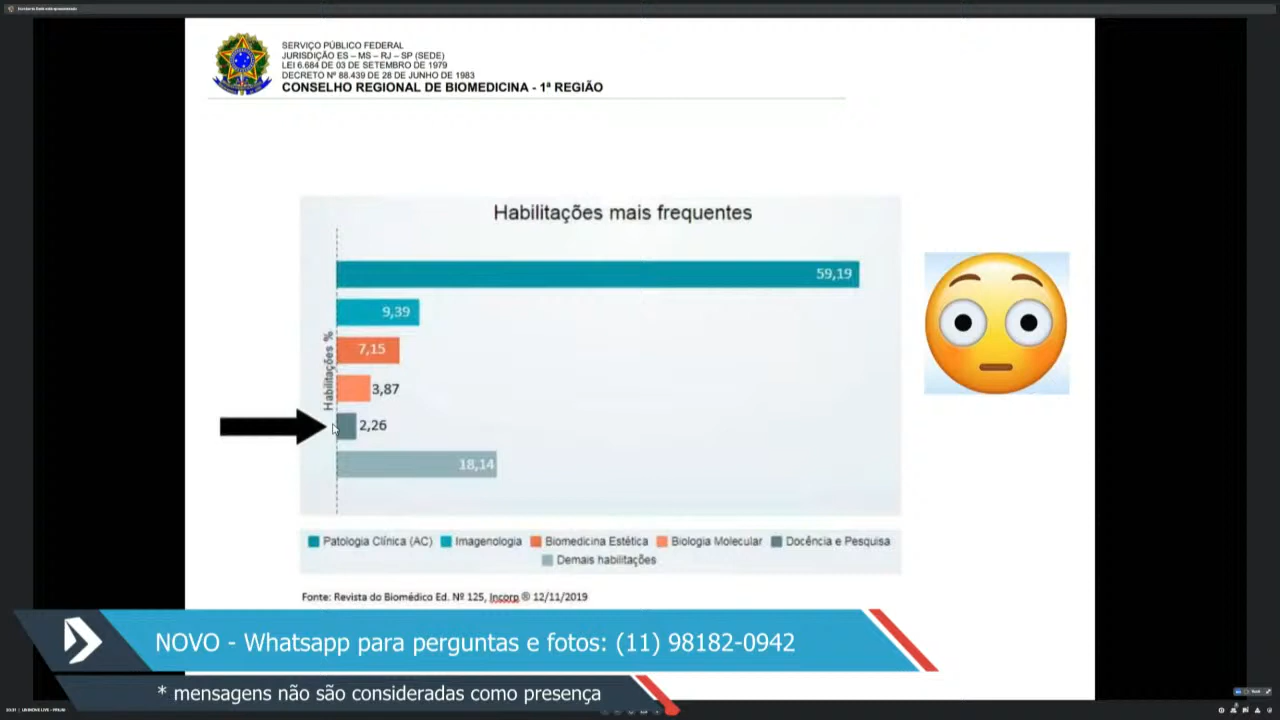 SERVIÇO PÚBLICO FEDERAL
JURISDIÇÃO ES – MS – RJ – SP (SEDE)
LEI 6.684 DE 03 DE SETEMBRO DE 1979
DECRETO Nº 88.439 DE 28 DE JUNHO DE 1983
CONSELHO REGIONAL DE BIOMEDICINA - 1ª REGIÃO
Habilitações mais frequentes
Habilitações %
59,19
9,39
7,15
3,87
2,26
18,14
Patologia Clínica (AC) Imagenologia Biomedicina Estética Biologia Molecular Docência e Pesquisa
Demais habilitações
Fonte: Revista do Biomédico Ed. Nº 125, Incorp ® 12/11/2019
NOVO - Whatsapp para perguntas e fotos: (11) 98182-0942
* mensagens não são consideradas como presença